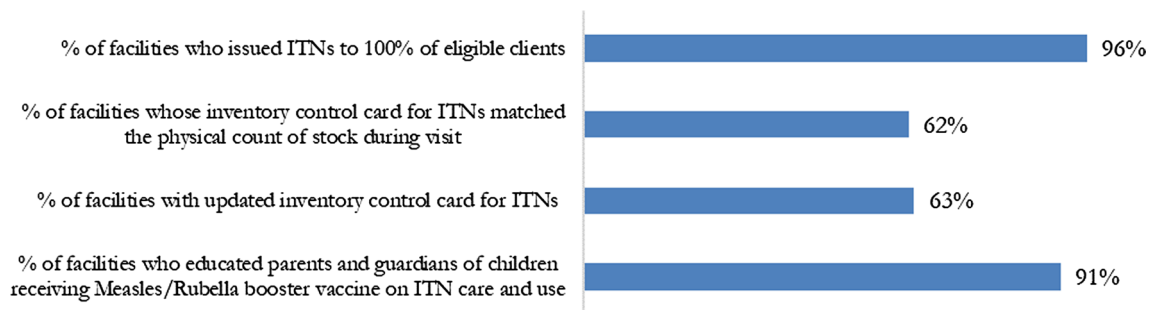 % of facilities who issued ITNs to 100% of eligible clients
96%
% of facilities whose inventory control card for ITNs matched
the physical count of stock during visit
62%
% of facilities with updated inventory control card for ITNs
63%
% of facilities who educated parents and guardians of children
receiving Measles/Rubella booster vaccine on ITN care and use
91%